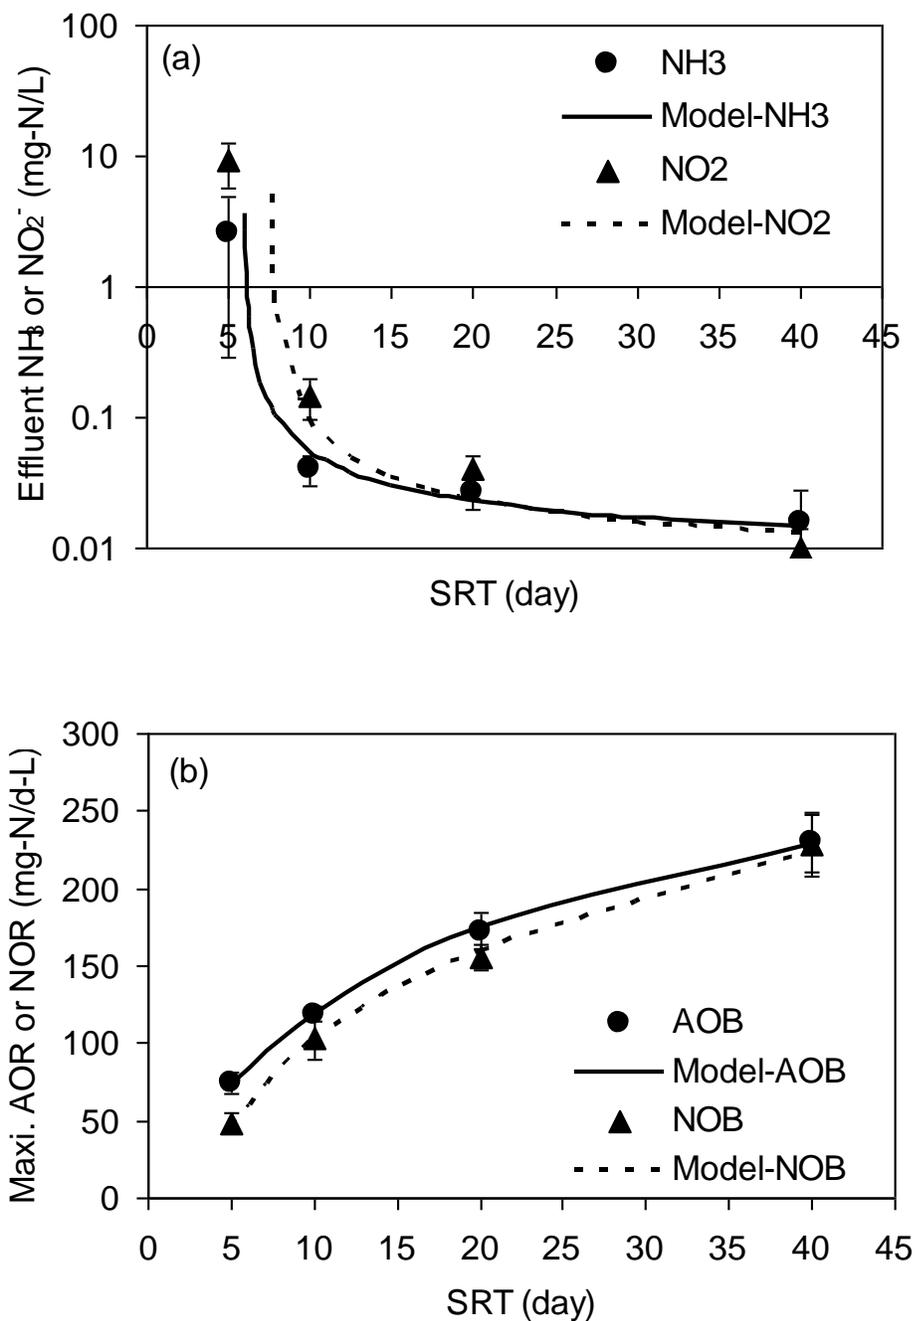 100
(a)
NH3
Model-NH3
NO2
Model-NO2
10
1
0.1
0.01
0 5 10 15 20 25 30 35 40 45
Effluent NH3 or NO2- (mg-N/L)
SRT (day)
300
(b)
250
200
150
100
50
0
AOB
Model-AOB
NOB
Model-NOB
0 5 10 15 20 25 30 35 40 45
Maxi. AOR or NOR (mg-N/d-L)
SRT (day)